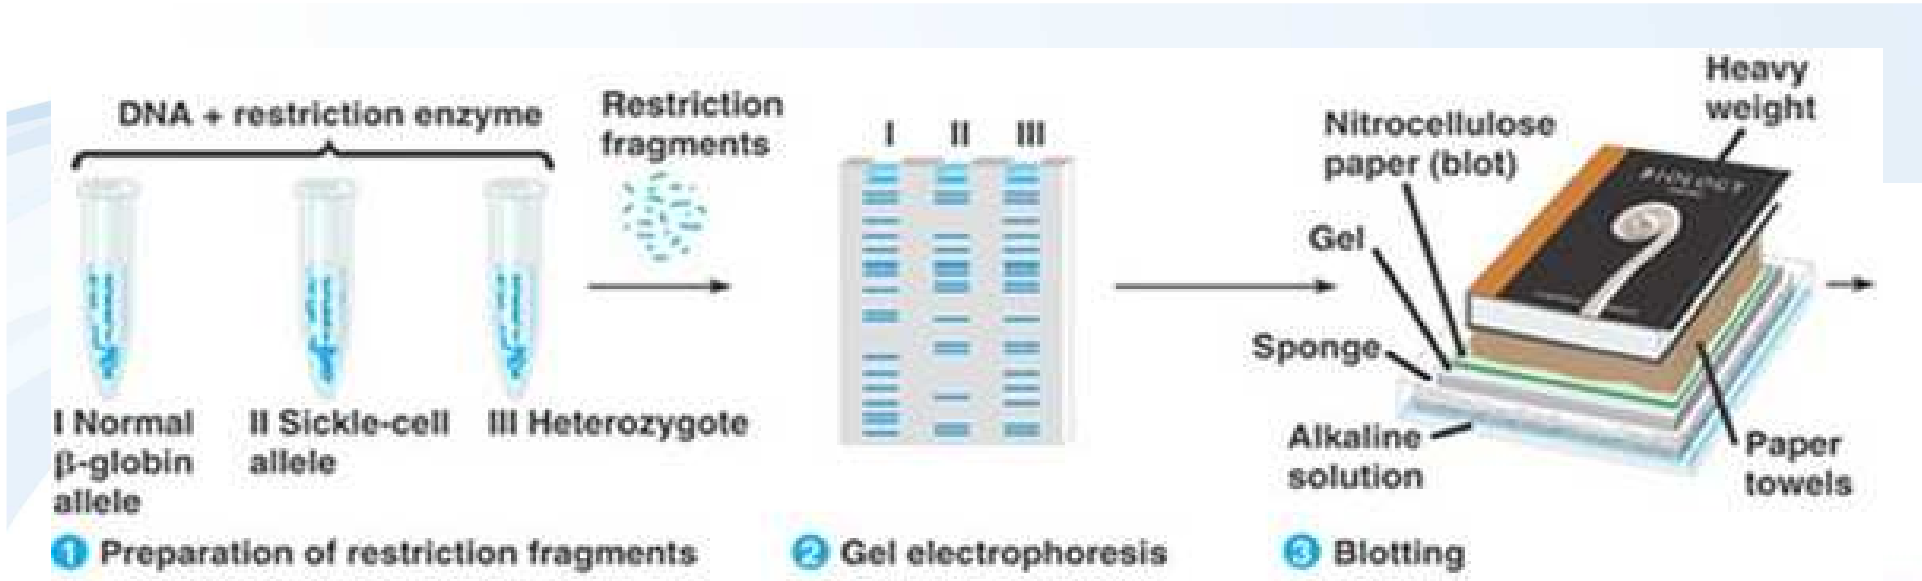 DNA + restriction enzyme
Restriction
fragments
I Normal
β-globin
allele
II Sickle-cell
allele
III Heterozygote
1 Preparation of restriction fragments
I II III
2 Gel electrophoresis
Heavy
weight
Nitrocellulose
paper (blot)
BIOLOGY
Gel
Sponge
Alkaline
solution
Paper
towels
3 Blotting